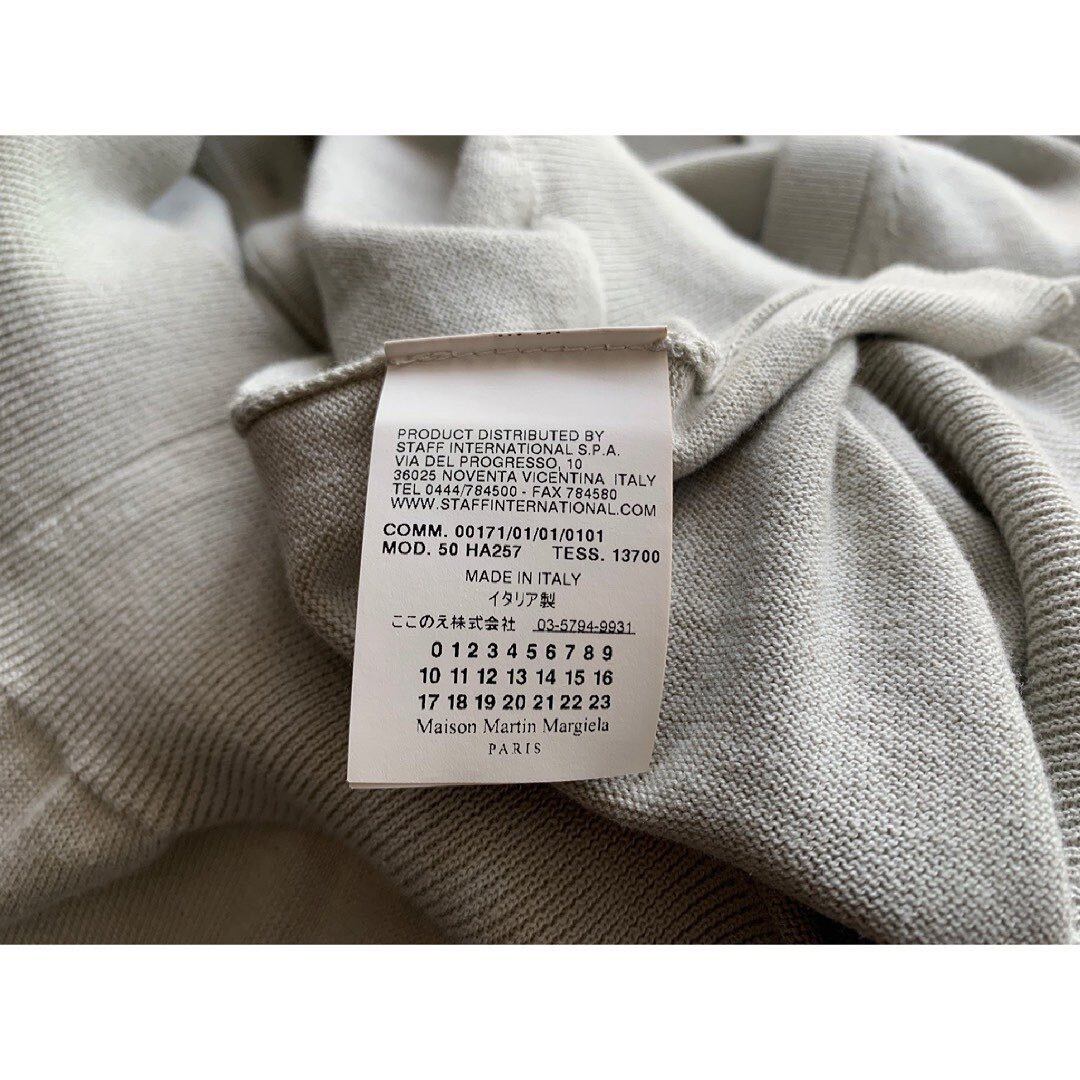 PRODUCT DISTRIBUTED BY
STAFF INTERNATIONAL S.P.A.
VIA DEL PROGRESSO, 10
36025 NOVENTA VICENTINA ITALY
TEL 0444/784500 - FAX 784580
WWW.STAFFINTERNATIONAL.COM
COMM. 00171/01/01/0101
MOD. 50 HA257 TESS. 13700
MADE IN ITALY
イタリア製
ここのえ株式会社 03-5794-9931
0 1 2 3 4 5 6 7 8 9
10 11 12 13 14 15 16
17 18 19 20 21 22 23
Maison Martin Margiela
PARIS